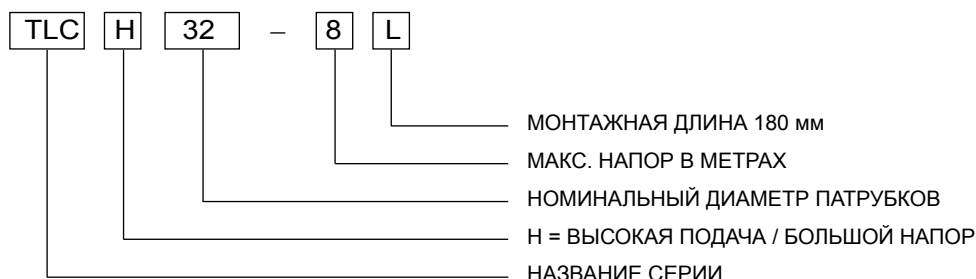 TLC H 32 – 8 L
МОНТАЖНАЯ ДЛИНА 180 мм
МАКС. НАПОР В МЕТРАХ
НОМИНАЛЬНЫЙ ДИАМЕТР ПАТРУБКОВ
H = ВЫСОКАЯ ПОДАЧА / БОЛЬШОЙ НАПОР
НАЗВАНИЕ СЕРИИ